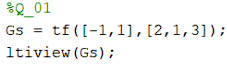 %Q_01
Gs = tf([-1,1],[2,1,3]);
ltiview(Gs);